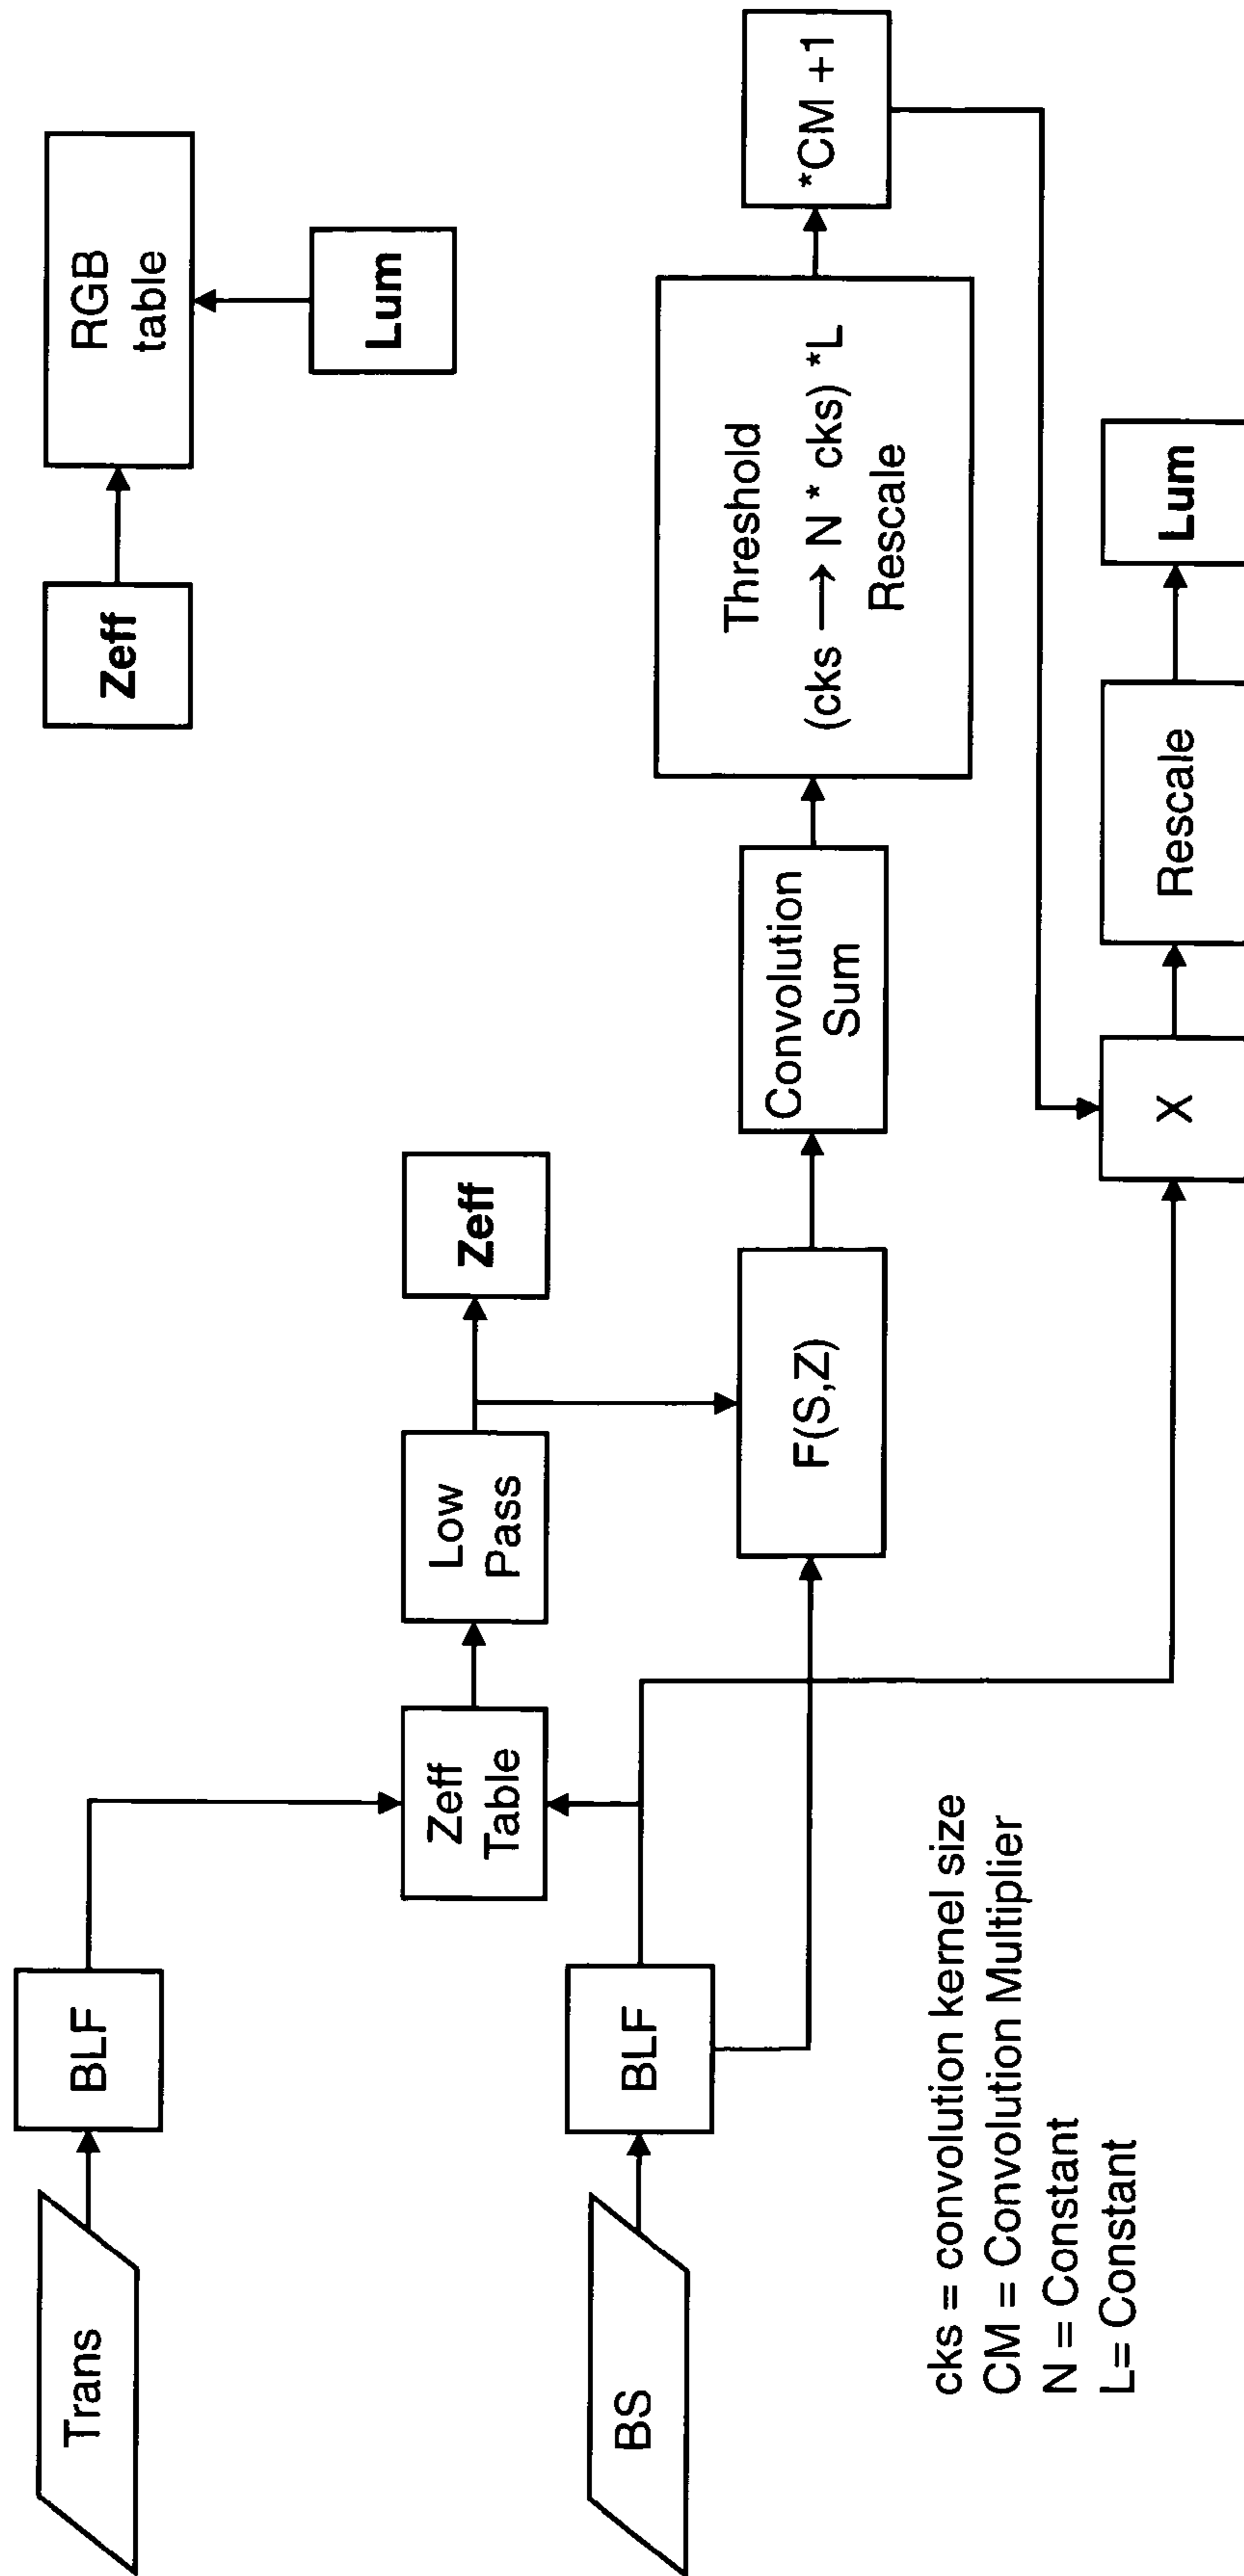 Trans
BLF
Zeff
Table
Low
Pass
Zeff
Zeff
RGB
table
Lum
BS
BLF
F(S,Z)
Convolution
Sum
Threshold
(cks → N * cks) *L
Rescale
*CM +1
X
Rescale
Lum
cks = convolution kernel size
CM = Convolution Multiplier
N = Constant
L= Constant